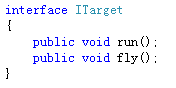 interface ITarget
{
    public void run();
    public void fly();
}